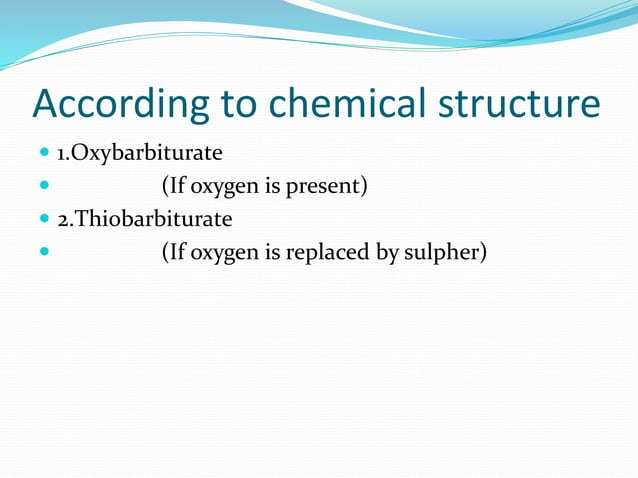 According to chemical structure
• 1.Oxybarbiturate
• (If oxygen is present)
• 2.Thiobarbiturate
• (If oxygen is replaced by sulpher)